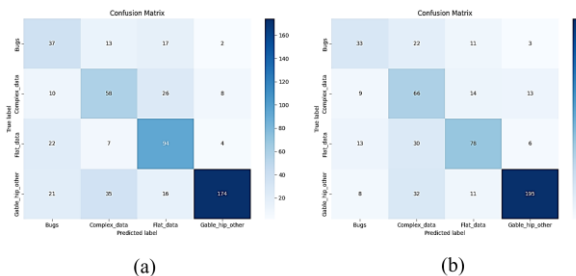 Confusion Matrix
Bugs 37 13 17 2
Complex_data 10 58 26 8
Flat_data 22 7 94 4
Gable_hip_other 21 35 16 174
True label
Bugs Complex_data Flat_data Gable_hip_other
Predicted label
160
140
120
100
80
60
40
20
(a)
Confusion Matrix
Bugs 33 22 11 3
Complex_data 9 66 14 13
Flat_data 13 30 78 6
Gable_hip_other 8 32 11 195
True label
Bugs Complex_data Flat_data Gable_hip_other
Predicted label
(b)